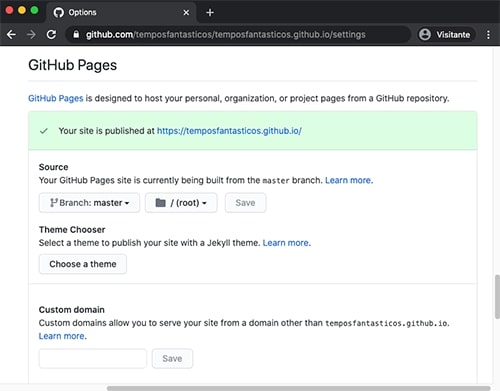 Options
github.com/temposfantasticos/temposfantasticos.github.io/settings
Visitante
GitHub Pages
GitHub Pages is designed to host your personal, organization, or project pages from a GitHub repository.
Your site is published at https://temposfantasticos.github.io/
Source
Your GitHub Pages site is currently being built from the master branch. Learn more.
Branch: master
/ (root)
Save
Theme Chooser
Select a theme to publish your site with a Jekyll theme. Learn more.
Choose a theme
Custom domain
Custom domains allow you to serve your site from a domain other than temposfantasticos.github.io.
Learn more.
Save